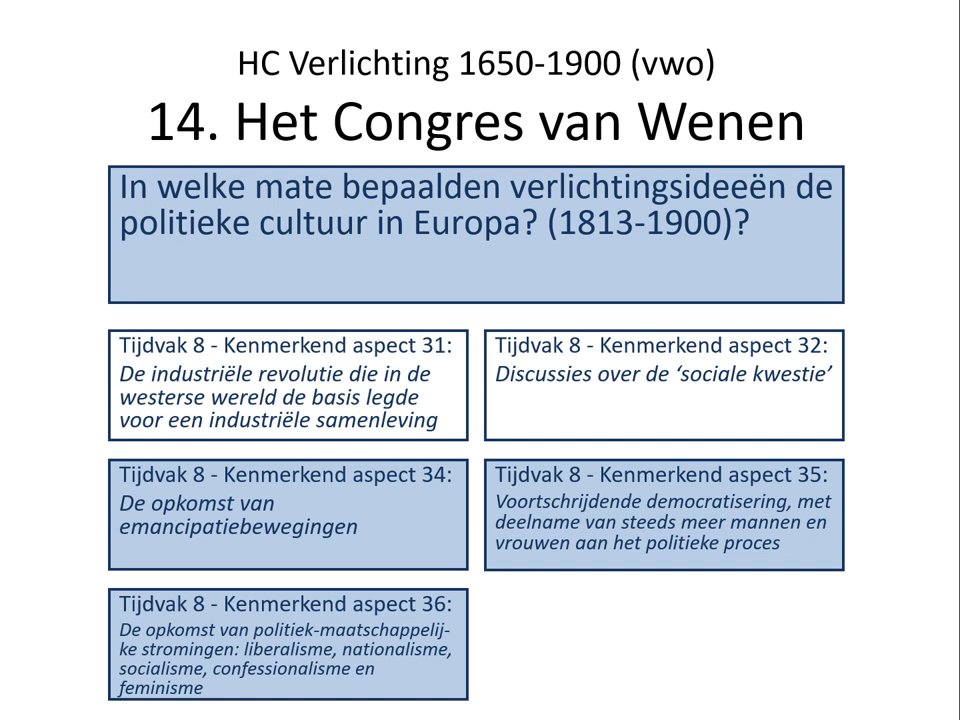 HC Verlichting 1650-1900 (vwo)
14. Het Congres van Wenen
In welke mate bepaalden verlichtingsideeën de
politieke cultuur in Europa? (1813-1900)?
Tijdvak 8 - Kenmerkend aspect 31:
De industriële revolutie die in de
westerse wereld de basis legde
voor een industriële samenleving
Tijdvak 8 - Kenmerkend aspect 32:
Discussies over de ‘sociale kwestie’
Tijdvak 8 - Kenmerkend aspect 34:
De opkomst van
emancipatiebewegingen
Tijdvak 8 - Kenmerkend aspect 35:
Voortschrijdende democratisering, met
deelname van steeds meer mannen en
vrouwen aan het politieke proces
Tijdvak 8 - Kenmerkend aspect 36:
De opkomst van politiek-maatschappelij-
ke stromingen: liberalisme, nationalisme,
socialisme, confessionalisme en
feminisme